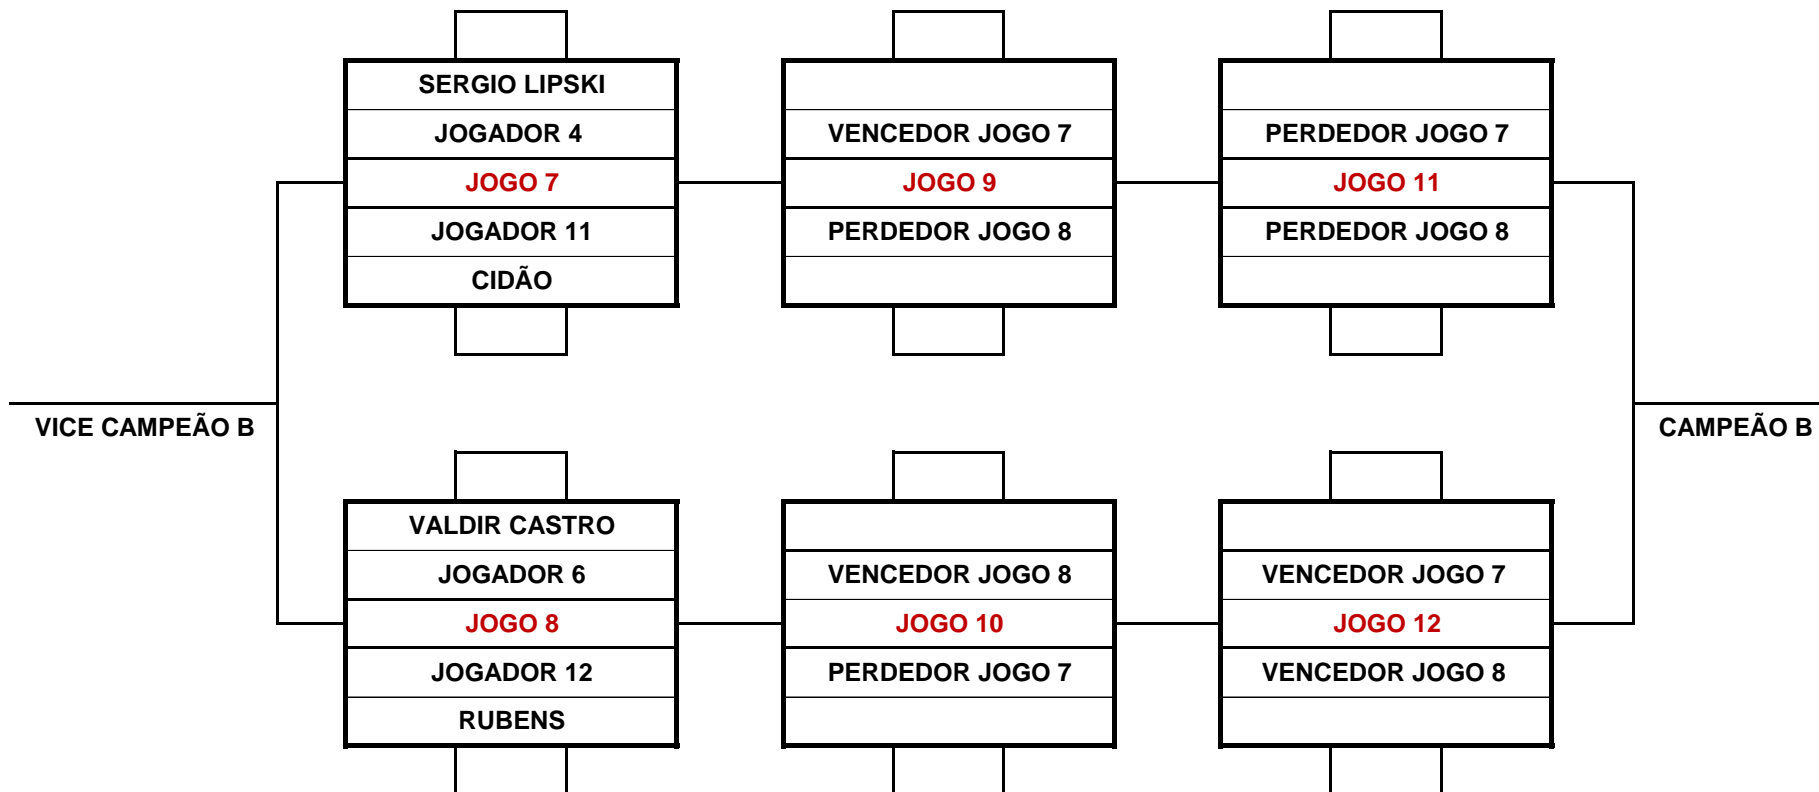 SERGIO LIPSKI
JOGADOR 4
JOGO 7
JOGADOR 11
CIDÃO
VENCEDOR JOGO 7
JOGO 9
PERDEDOR JOGO 8
PERDEDOR JOGO 7
JOGO 11
PERDEDOR JOGO 8
VICE CAMPEÃO B
CAMPEÃO B
VALDIR CASTRO
JOGADOR 6
JOGO 8
JOGADOR 12
RUBENS
VENCEDOR JOGO 8
JOGO 10
PERDEDOR JOGO 7
VENCEDOR JOGO 7
JOGO 12
VENCEDOR JOGO 8